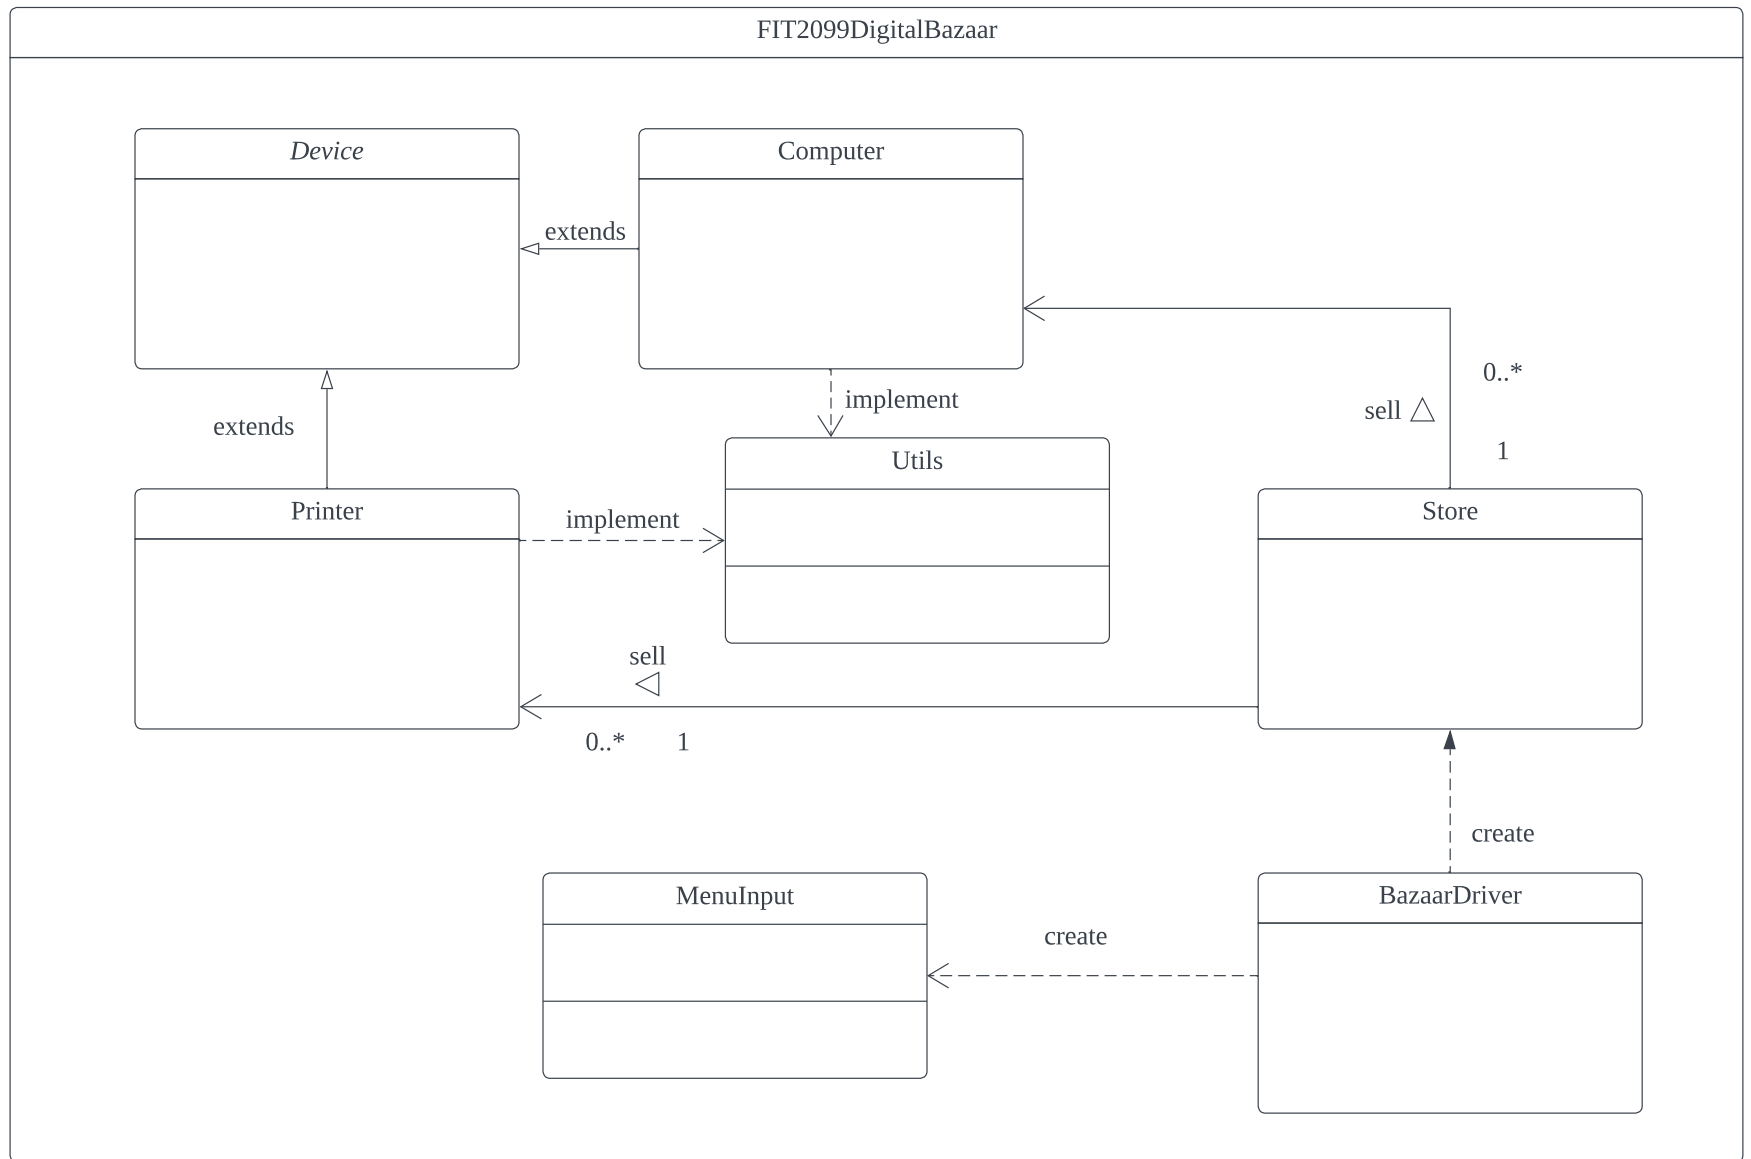 FIT2099DigitalBazaar
Device
Computer
extends
0..*
implement
sell
extends
1
Utils
Printer
Store
implement
sell
0..*
1
create
MenuInput
BazaarDriver
create